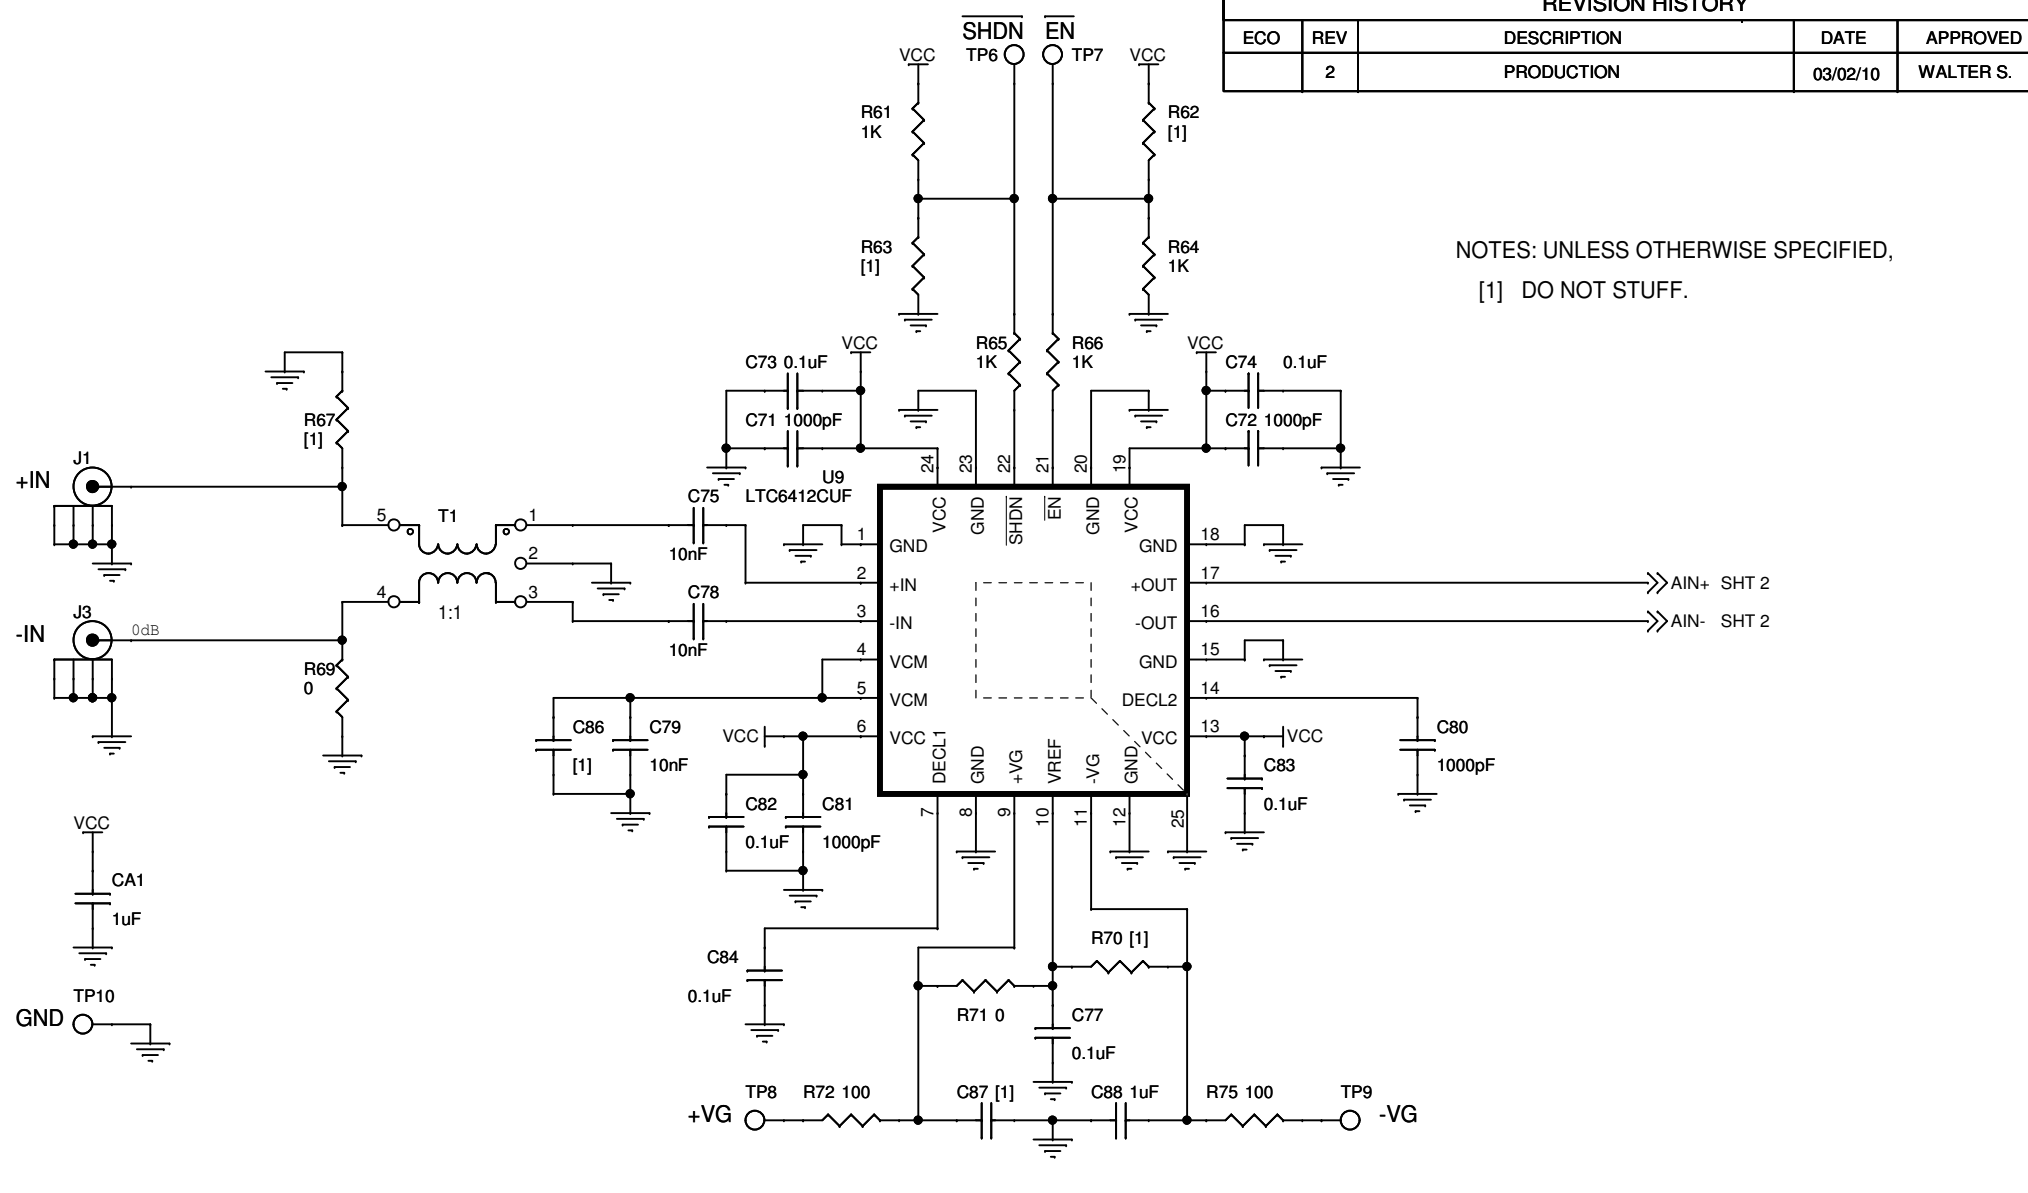 REVISION HISTORY
ECO REV DESCRIPTION DATE APPROVED
2 PRODUCTION 03/02/10 WALTER S.
SHDN EN
VCC TP6 TP7 VCC
R61
1K
R62
[1]
R63
[1]
R64
1K
NOTES: UNLESS OTHERWISE SPECIFIED,
[1] DO NOT STUFF.
R65
1K
R66
1K
VCC
C73 0.1uF
C71 1000pF
VCC
C74 0.1uF
C72 1000pF
R67
[1]
J1
+IN
5 T1 1
2
4 3
1:1
J3
-IN
0dB
R69
0
C75
10nF
C78
10nF
U9
LTC6412CUF
24 23 22 21 20 19
VCC GND SHDN EN GND VCC
1 GND
2 +IN
3 -IN
4 VCM
5 VCM
6 VCC
GND 18
+OUT 17
-OUT 16
GND 15
DECL2 14
VCC 13
DECL1 GND +VG VREF -VG GND
7 8 9 10 11 12 25
AIN+ SHT 2
AIN- SHT 2
C86
[1]
C79
10nF
VCC
C82
0.1uF
C81
1000pF
VCC
C83
0.1uF
C80
1000pF
VCC
CA1
1uF
TP10
GND
C84
0.1uF
R70 [1]
R71 0
C77
0.1uF
TP8 R72 100 C87 [1] C88 1uF R75 100 TP9
+VG -VG